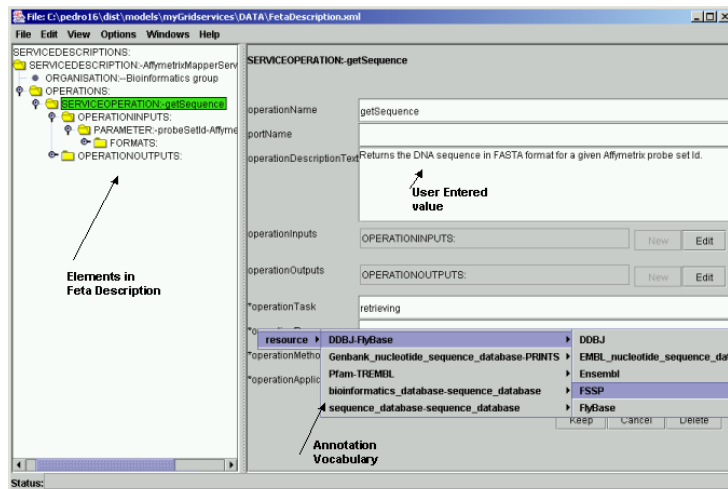 File: C:\pedro16\dist\models\myGridservices\DATA\FetaDescription.xml
File Edit View Options Windows Help
SERVICEDESCRIPTIONS:
SERVICEDESCRIPTION:-AffymetrixMapperServ
ORGANISATION:--Bioinformatics group
OPERATIONS:
SERVICEOPERATION:-getSequence
OPERATIONINPUTS:
PARAMETER:-probeSetId-Affyme
FORMATS:
OPERATIONOUTPUTS:
Elements in
Feta Description
SERVICEOPERATION:-getSequence
operationName getSequence
portName
operationDescriptionText Returns the DNA sequence in FASTA format for a given Affymetrix probe set Id.
User Entered
value
operationInputs OPERATIONINPUTS: New Edit
operationOutputs OPERATIONOUTPUTS: New Edit
*operationTask retrieving
resource DDBJ-FlyBase DDBJ
*operationMetho Genbank_nucleotide_sequence_database-PRINTS EMBL_nucleotide_sequence_dat
Pfam-TREMBL Ensembl
*operationApplic bioinformatics_database-sequence_database FSSP
sequence_database-sequence_database FlyBase
Keep Cancel Delete
Annotation
Vocabulary
Status: